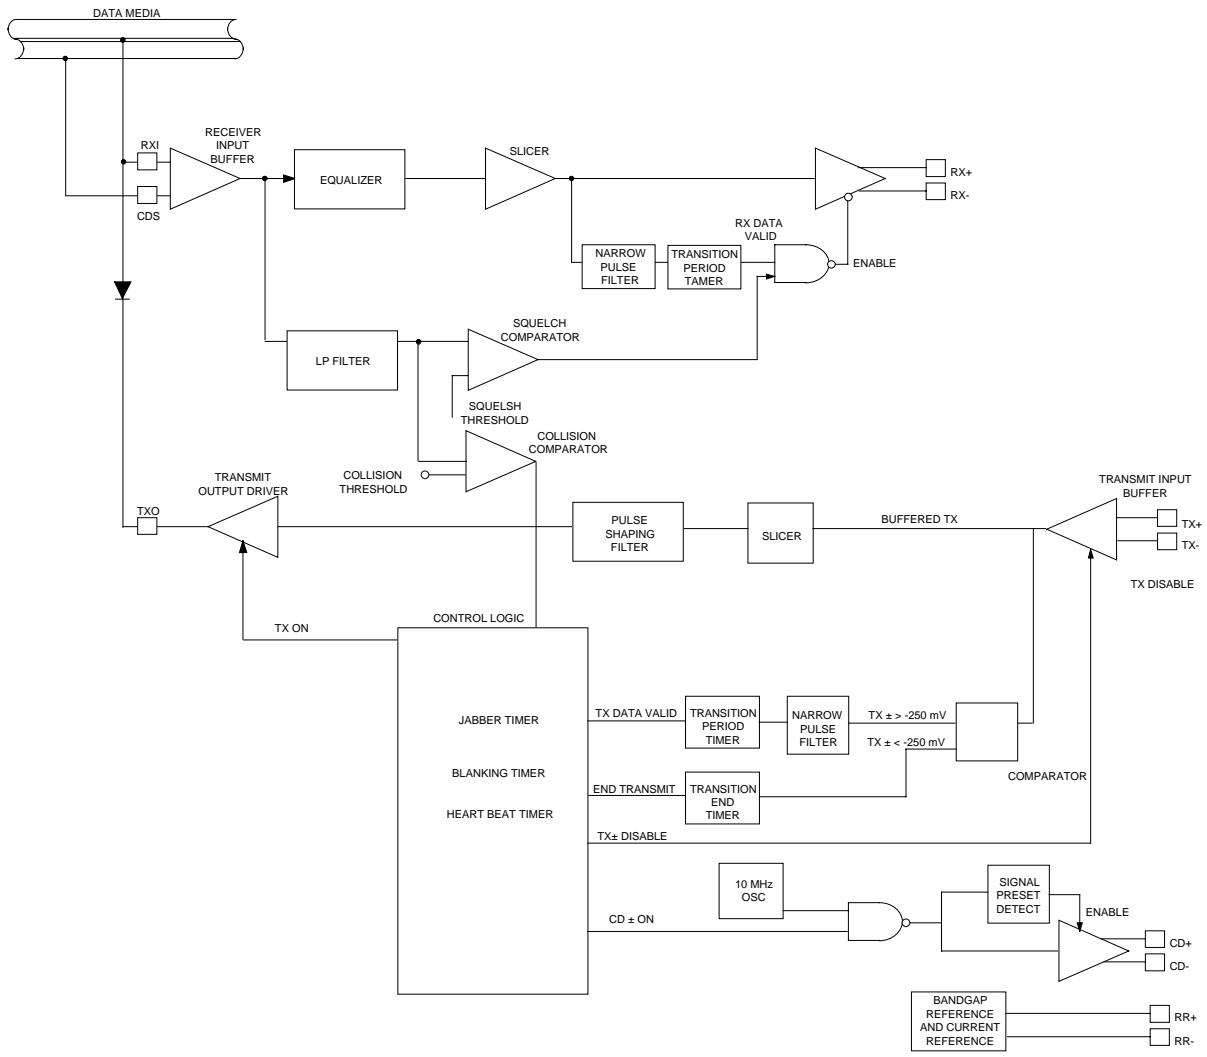 DATA MEDIA
RXI
RECEIVER
INPUT
BUFFER
CDS
EQUALIZER
SLICER
RX+
RX-
RX DATA
VALID
NARROW
PULSE
FILTER
TRANSITION
PERIOD
TAMER
ENABLE
LP FILTER
SQUELCH
COMPARATOR
SQUELSH
THRESHOLD
COLLISION
COMPARATOR
COLLISION
THRESHOLD
TRANSMIT
OUTPUT DRIVER
TXO
PULSE
SHAPING
FILTER
SLICER
BUFFERED TX
TRANSMIT INPUT
BUFFER
TX+
TX-
TX DISABLE
TX ON
CONTROL LOGIC
JABBER TIMER
BLANKING TIMER
HEART BEAT TIMER
TX DATA VALID
TRANSITION
PERIOD
TIMER
NARROW
PULSE
FILTER
TX ± > -250 mV
TX ± < -250 mV
COMPARATOR
END TRANSMIT
TRANSITION
END
TIMER
TX± DISABLE
10 MHz
OSC
CD ± ON
SIGNAL
PRESET
DETECT
ENABLE
CD+
CD-
BANDGAP
REFERENCE
AND CURRENT
REFERENCE
RR+
RR-